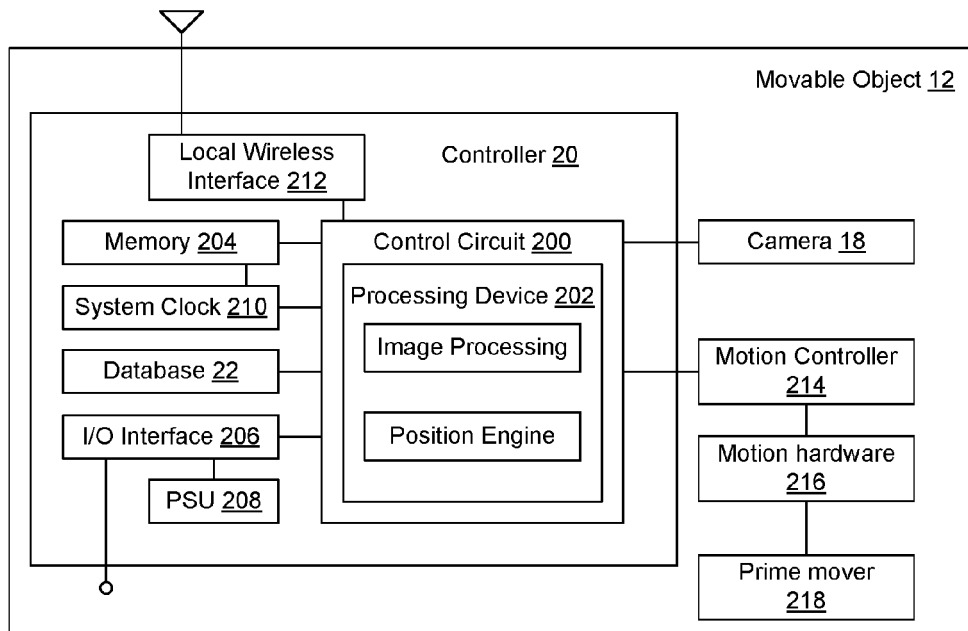 Movable Object 12
Controller 20
Local Wireless
Interface 212
Memory 204
System Clock 210
Database 22
I/O Interface 206
PSU 208
Control Circuit 200
Processing Device 202
Image Processing
Position Engine
Camera 18
Motion Controller
214
Motion hardware
216
Prime mover
218